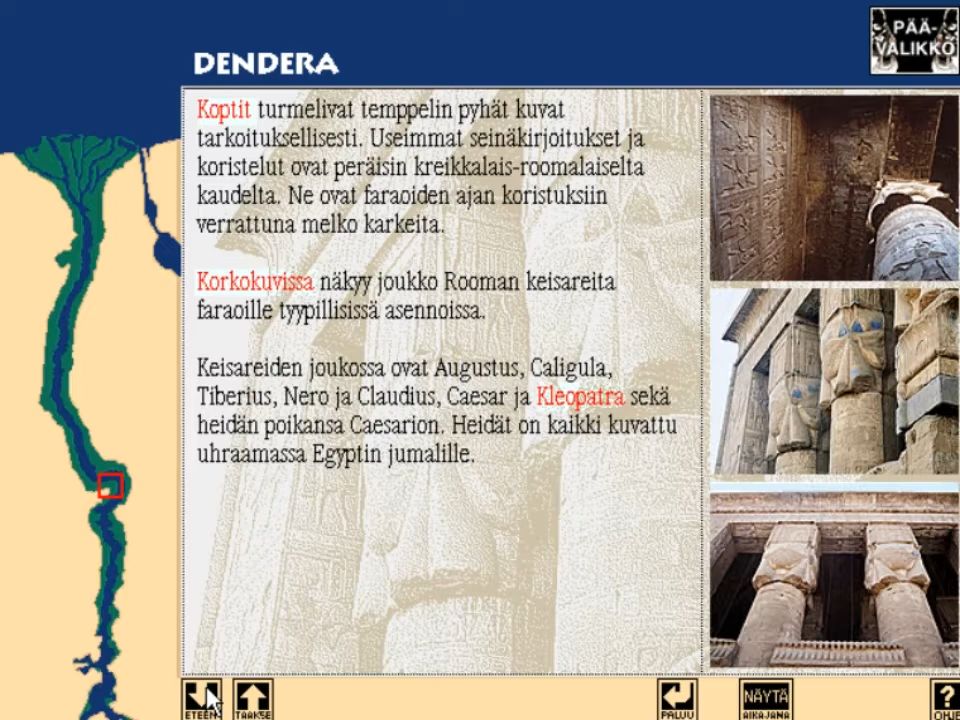 PÄÄ-
VALIKKO
DENDERA
Koptit turmelivat temppelin pyhät kuvat
tarkoituksellisesti. Useimmat seinäkirjoitukset ja
koristelut ovat peräisin kreikkalais-roomalaiselta
kaudelta. Ne ovat faraoiden ajan koristuksiin
verrattuna melko karkeita.
Korkokuvissa näkyy joukko Rooman keisareita
faraoille tyypillisissä asennoissa.
Keisareiden joukossa ovat Augustus, Caligula,
Tiberius, Nero ja Claudius, Caesar ja Kleopatra sekä
heidän poikansa Caesarion. Heidät on kaikki kuvattu
uhraamassa Egyptin jumalille.
ETEEN TAAKSE PALUU NÄYTÄ ?
AIKAJANA OHJE